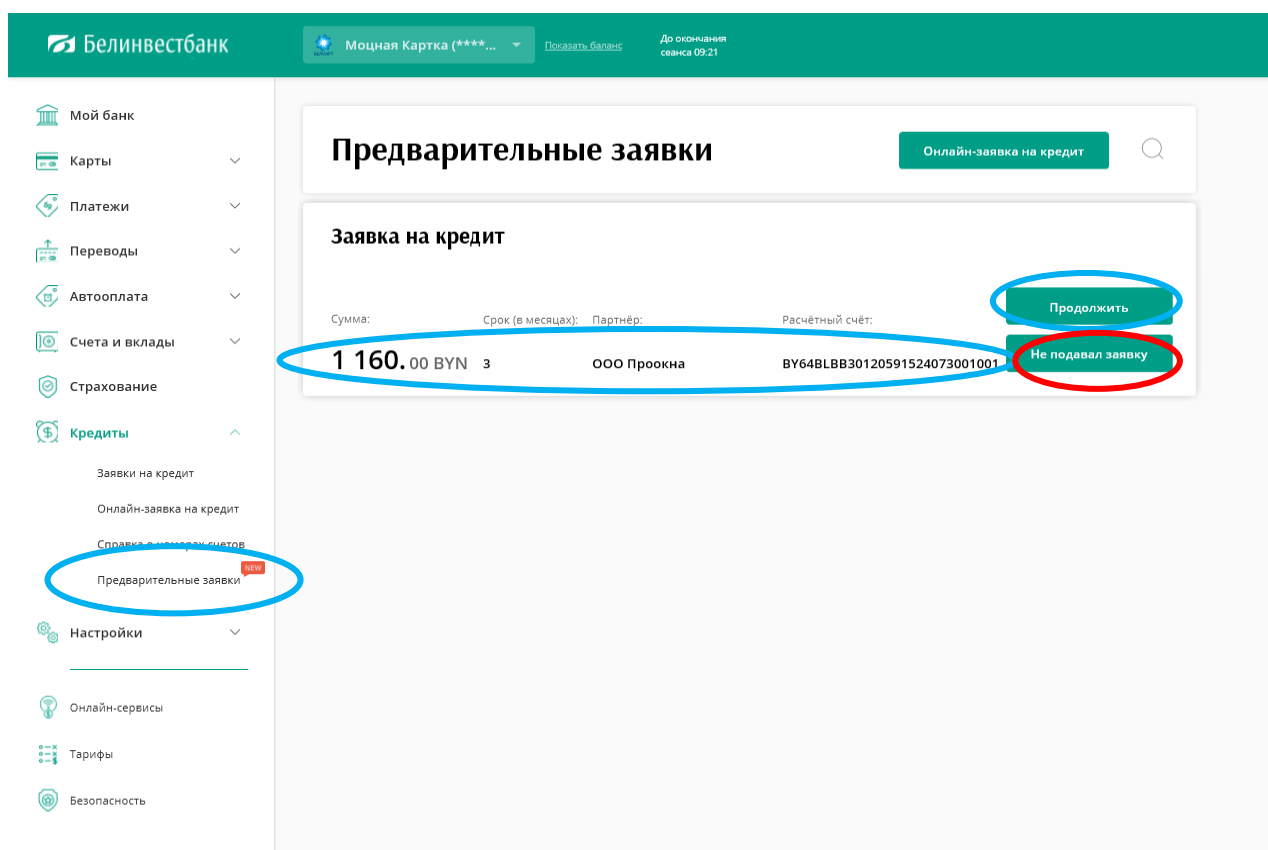 Белинвестбанк
Моцная Картка (****...
Показать баланс
До окончания
сеанса 09:21
Мой банк
Карты
Платежи
Переводы
Автооплата
Счета и вклады
Страхование
Кредиты
Заявки на кредит
Онлайн-заявка на кредит
Справка о номерах счетов
Предварительные заявки
NEW
Настройки
Онлайн-сервисы
Тарифы
Безопасность
Предварительные заявки
Онлайн-заявка на кредит
Заявка на кредит
Сумма: Срок (в месяцах): Партнёр: Расчётный счёт:
1 160. 00 BYN 3 ООО Проокна BY64BLBB30120591524073001001
Продолжить
Не подавал заявку